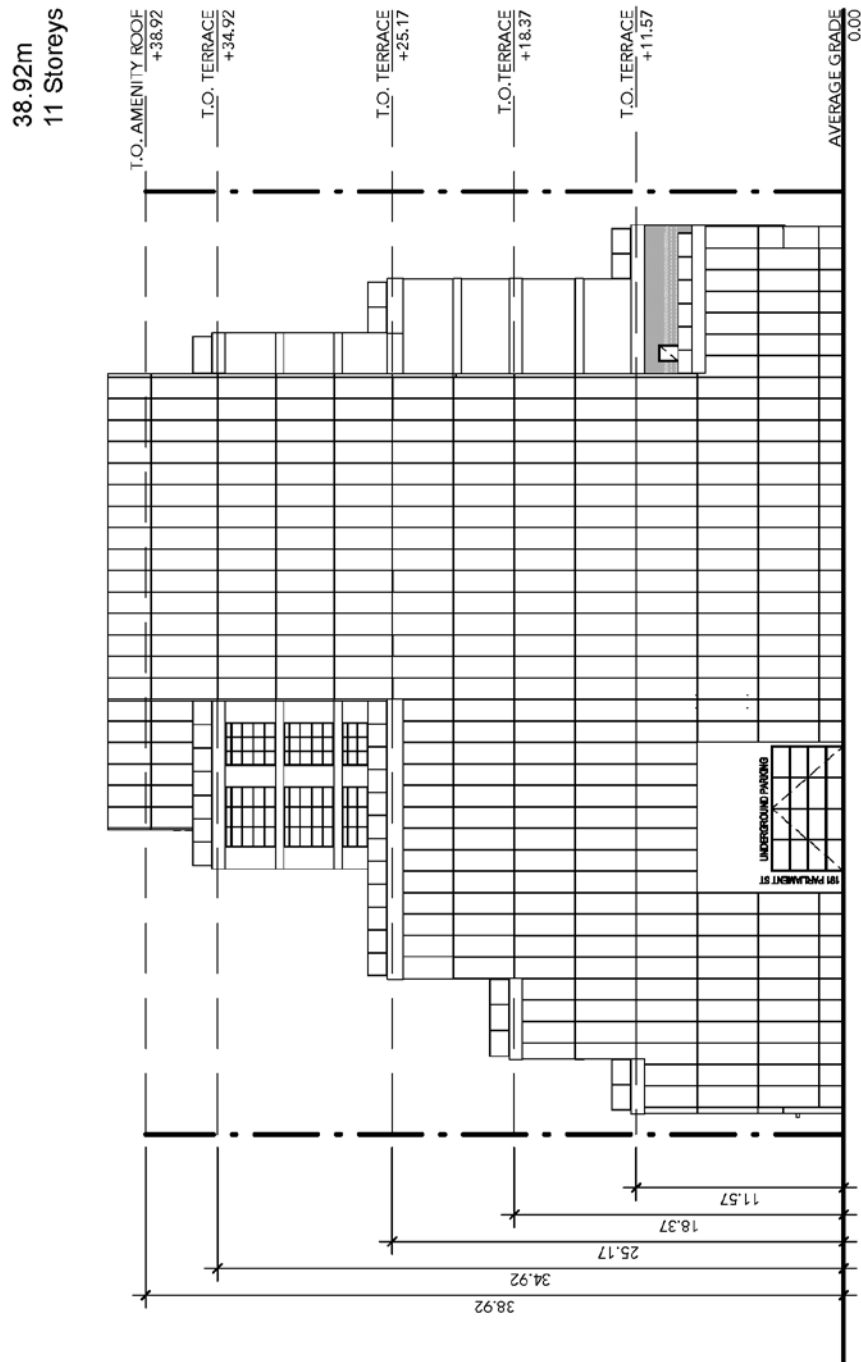 38.92m
11 Storeys
T.O. AMENITY ROOF
+38.92
T.O. TERRACE
+34.92
T.O. TERRACE
+25.17
T.O.TERRACE
+18.37
T.O. TERRACE
+11.57
AVERAGE GRADE
0.00
UNDERGROUND PARKING
191 PARLIAMENT ST
11.57
18.37
25.17
34.92
38.92